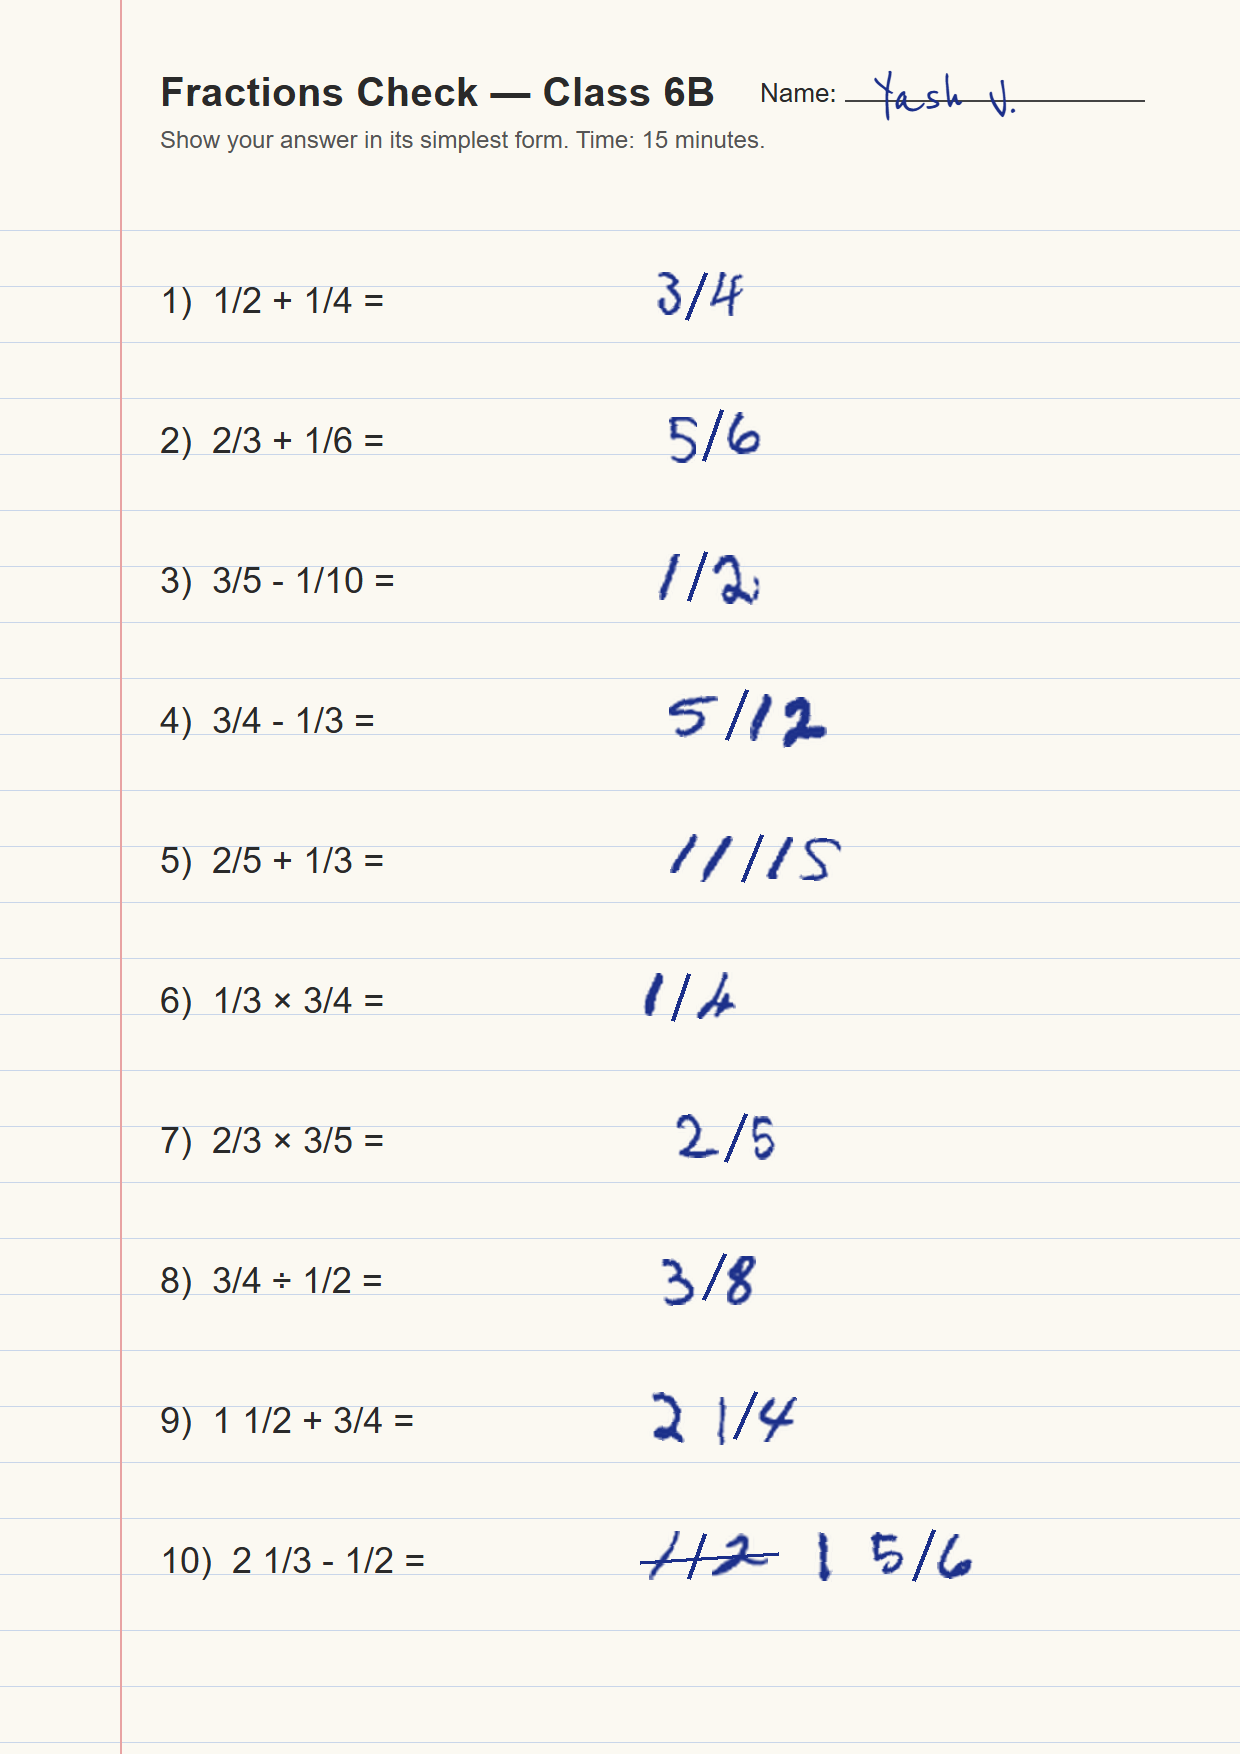 Fractions Check — Class 6B Name: Yash V.
Show your answer in its simplest form. Time: 15 minutes.
1) 1/2 + 1/4 = 3/4
2) 2/3 + 1/6 = 5/6
3) 3/5 - 1/10 = 1/2
4) 3/4 - 1/3 = 5/12
5) 2/5 + 1/3 = 11/15
6) 1/3 × 3/4 = 1/4
7) 2/3 × 3/5 = 2/5
8) 3/4 ÷ 1/2 = 3/8
9) 1 1/2 + 3/4 = 2 1/4
10) 2 1/3 - 1/2 = 1/2 1 5/6